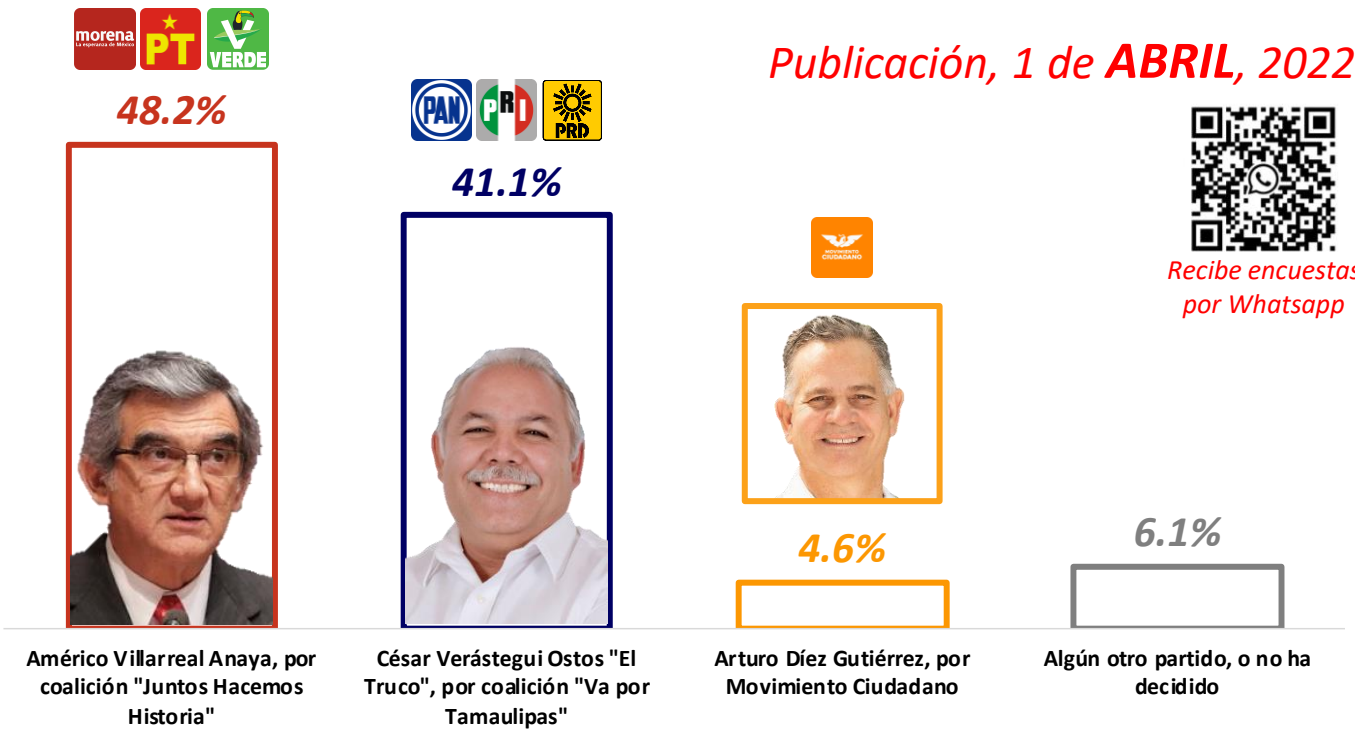 morena
La esperanza de México
PT
VERDE
48.2%
PAN
PRI
PRD
41.1%
Publicación, 1 de ABRIL, 2022
Recibe encuestas
por Whatsapp
MOVIMIENTO
CIUDADANO
4.6%
6.1%
Américo Villarreal Anaya, por
coalición "Juntos Hacemos
Historia"
César Verástegui Ostos "El
Truco", por coalición "Va por
Tamaulipas"
Arturo Díez Gutiérrez, por
Movimiento Ciudadano
Algún otro partido, o no ha
decidido